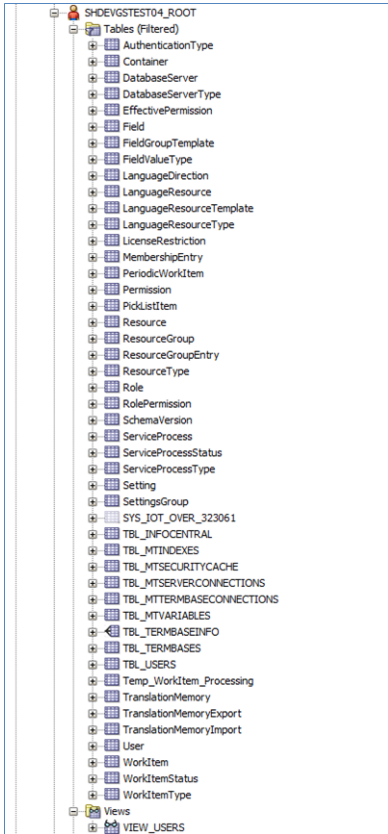 SHDEVGSTEST04_ROOT
Tables (Filtered)
AuthenticationType
Container
DatabaseServer
DatabaseServerType
EffectivePermission
Field
FieldGroupTemplate
FieldValueType
LanguageDirection
LanguageResource
LanguageResourceTemplate
LanguageResourceType
LicenseRestriction
MembershipEntry
PeriodicWorkItem
Permission
PickListItem
Resource
ResourceGroup
ResourceGroupEntry
ResourceType
Role
RolePermission
SchemaVersion
ServiceProcess
ServiceProcessStatus
ServiceProcessType
Setting
SettingsGroup
SYS_IOT_OVER_323061
TBL_INFOCENTRAL
TBL_MTINDEXES
TBL_MTSECURITYCACHE
TBL_MTSERVERCONNECTIONS
TBL_MTTERMBASECONNECTIONS
TBL_MTVARIABLES
TBL_TERMBASEINFO
TBL_TERMBASES
TBL_USERS
Temp_WorkItem_Processing
TranslationMemory
TranslationMemoryExport
TranslationMemoryImport
User
WorkItem
WorkItemStatus
WorkItemType
Views
VIEW_USERS